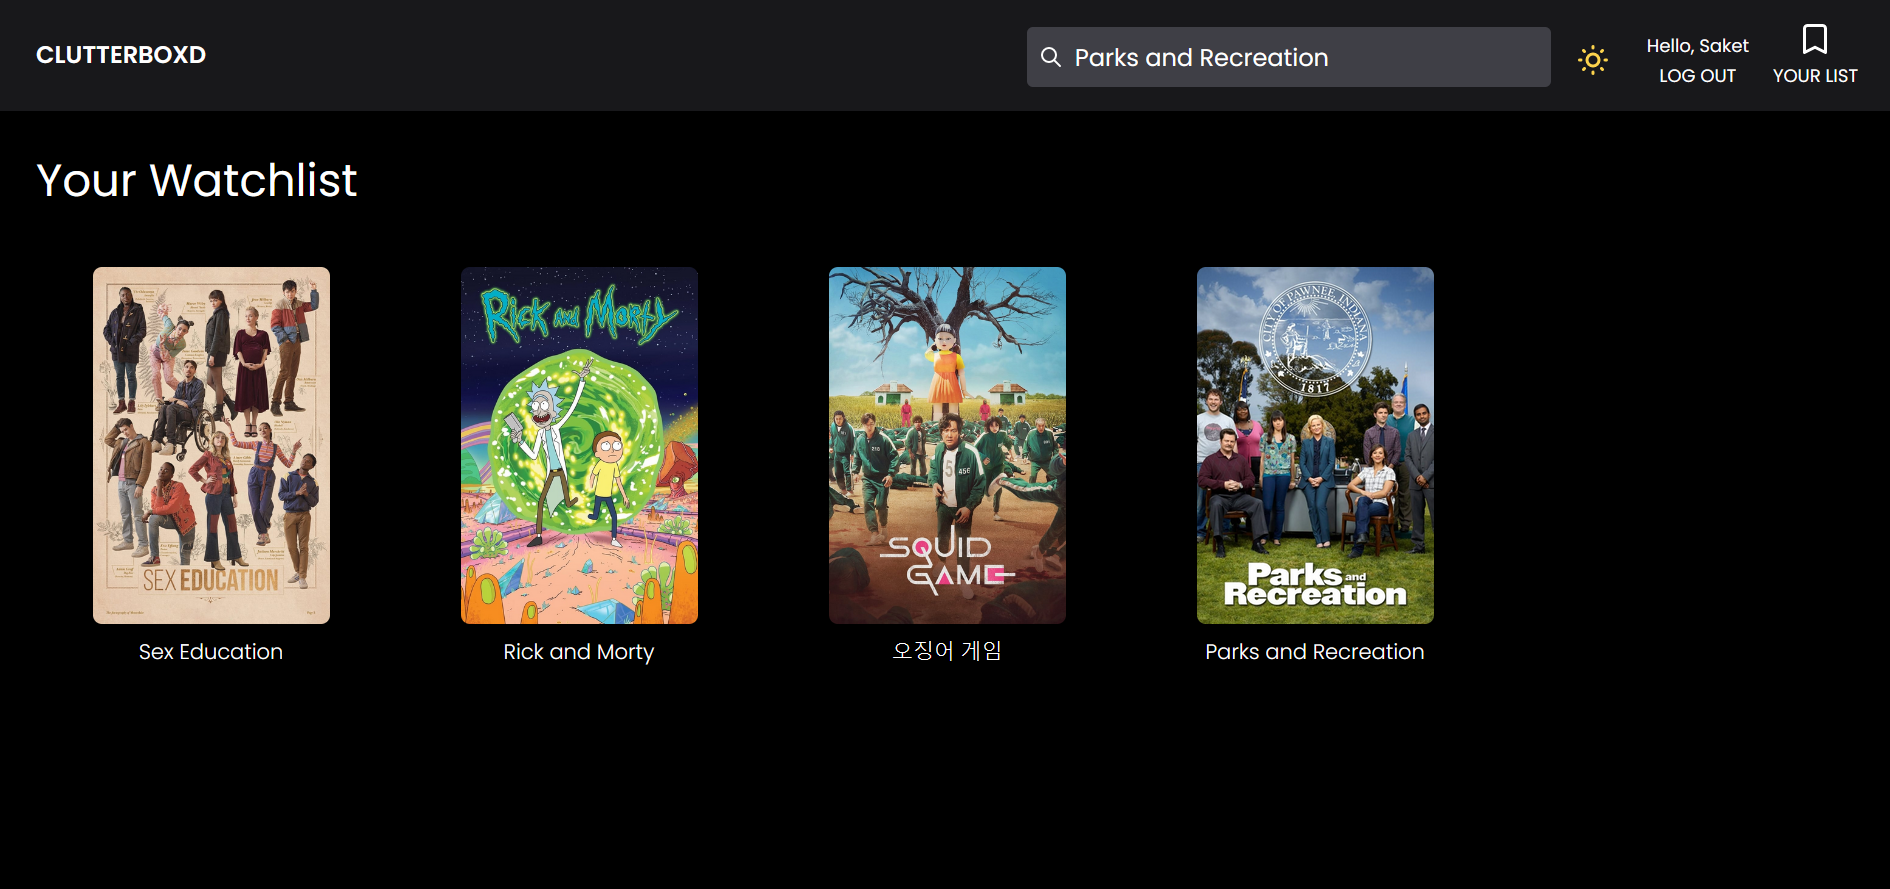 CLUTTERBOXD
Parks and Recreation
Hello, Saket
LOG OUT
YOUR LIST
Your Watchlist
SEX EDUCATION
Sex Education
Rick and Morty
Rick and Morty
456
SQUID
GAME
오징어 게임
CITY OF PAWNEE, INDIANA
1817
Parks and
Recreation
Parks and Recreation